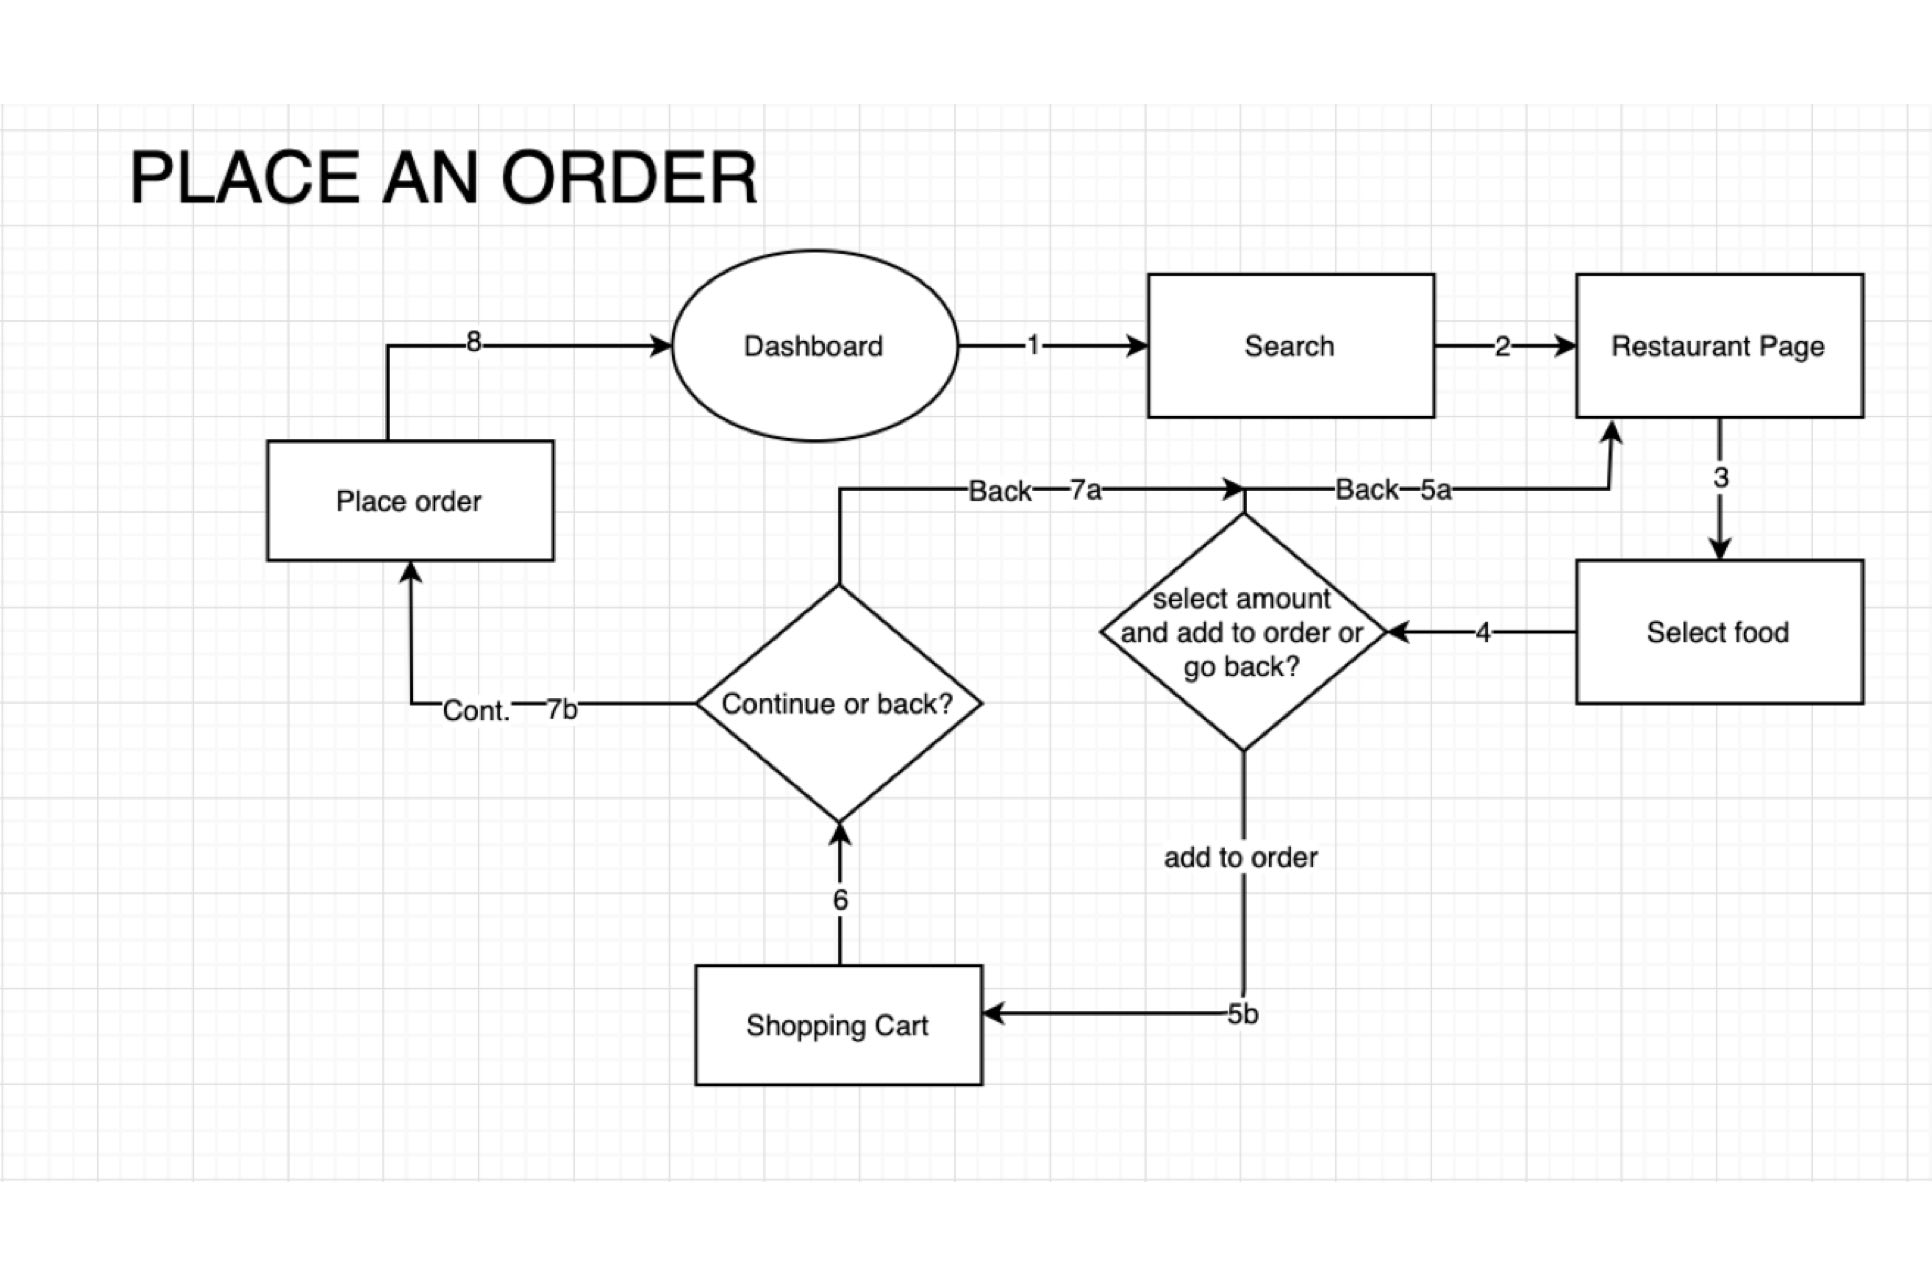 PLACE AN ORDER
8
Dashboard
1
Search
2
Restaurant Page
Place order
Back
7a
Back
5a
3
select amount
and add to order or
go back?
4
Select food
Cont.
7b
Continue or back?
add to order
6
5b
Shopping Cart